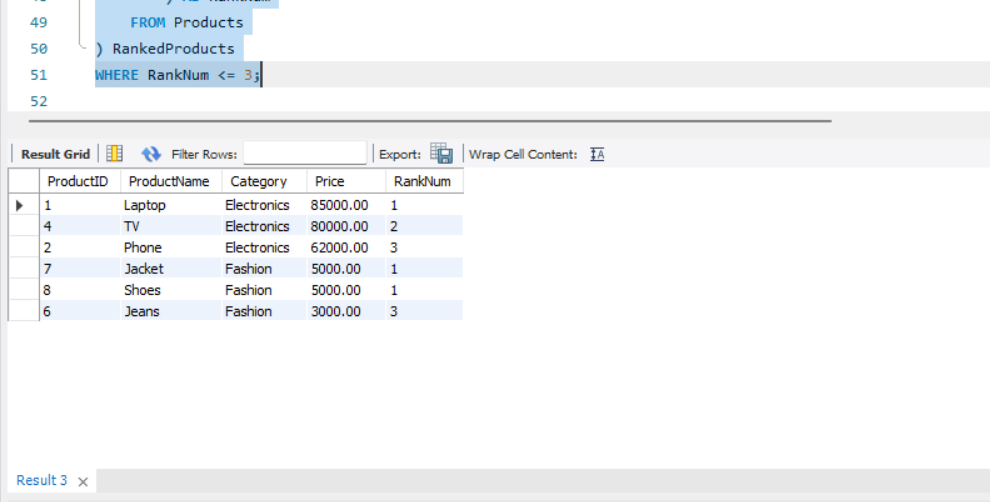 49 FROM Products
50 ) RankedProducts
51 WHERE RankNum <= 3;
52
Result Grid Filter Rows: Export: Wrap Cell Content: IA
ProductID ProductName Category Price RankNum
1 Laptop Electronics 85000.00 1
4 TV Electronics 80000.00 2
2 Phone Electronics 62000.00 3
7 Jacket Fashion 5000.00 1
8 Shoes Fashion 5000.00 1
6 Jeans Fashion 3000.00 3
Result 3 ×